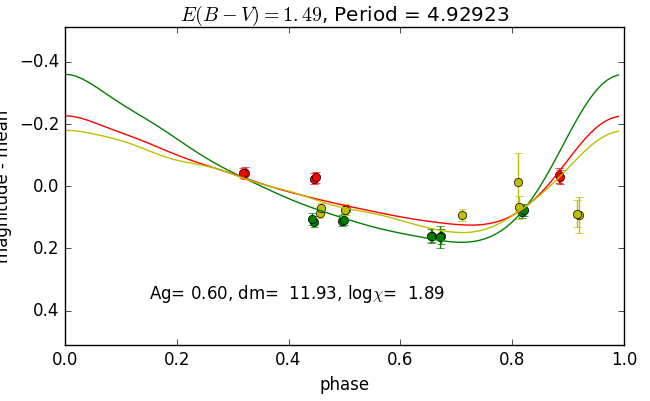 E(B − V) = 1.49, Period = 4.92923
magnitude - mean
−0.4
−0.2
0.0
0.2
0.4
Ag= 0.60, dm= 11.93, logχ= 1.89
0.0 0.2 0.4 0.6 0.8 1.0
phase